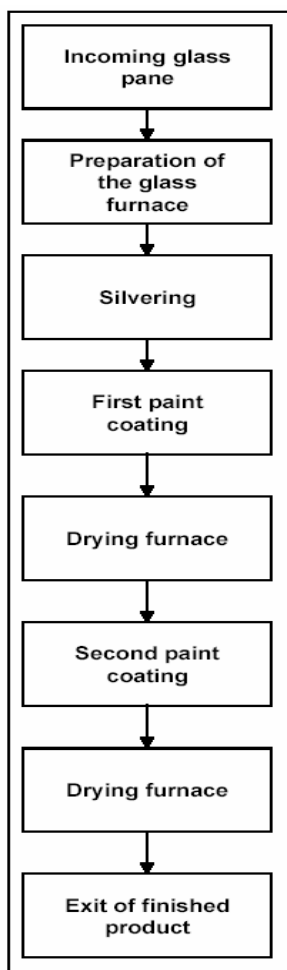 Incoming glass
pane
Preparation of
the glass
furnace
Silvering
First paint
coating
Drying furnace
Second paint
coating
Drying furnace
Exit of finished
product